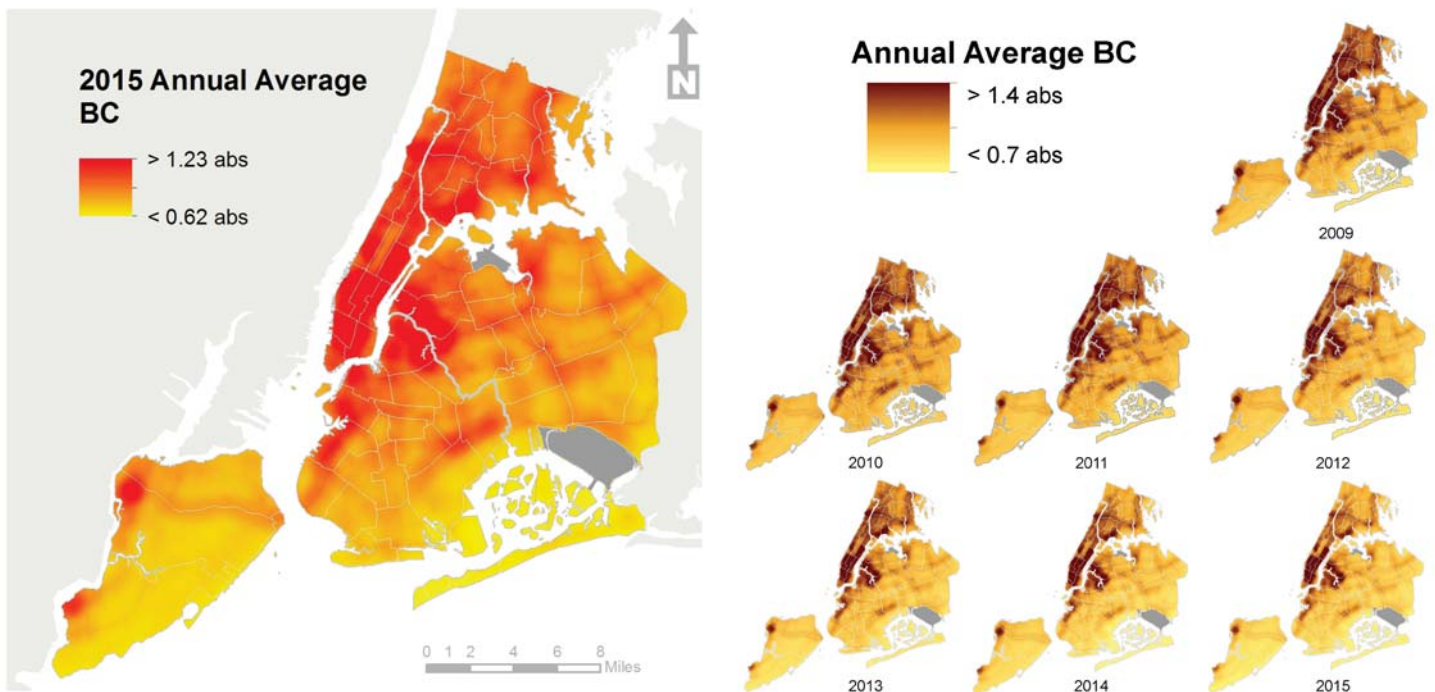 2015 Annual Average
BC
> 1.23 abs
< 0.62 abs
N
0 1 2 4 6 8
Miles
Annual Average BC
> 1.4 abs
< 0.7 abs
2009
2010
2011
2012
2013
2014
2015